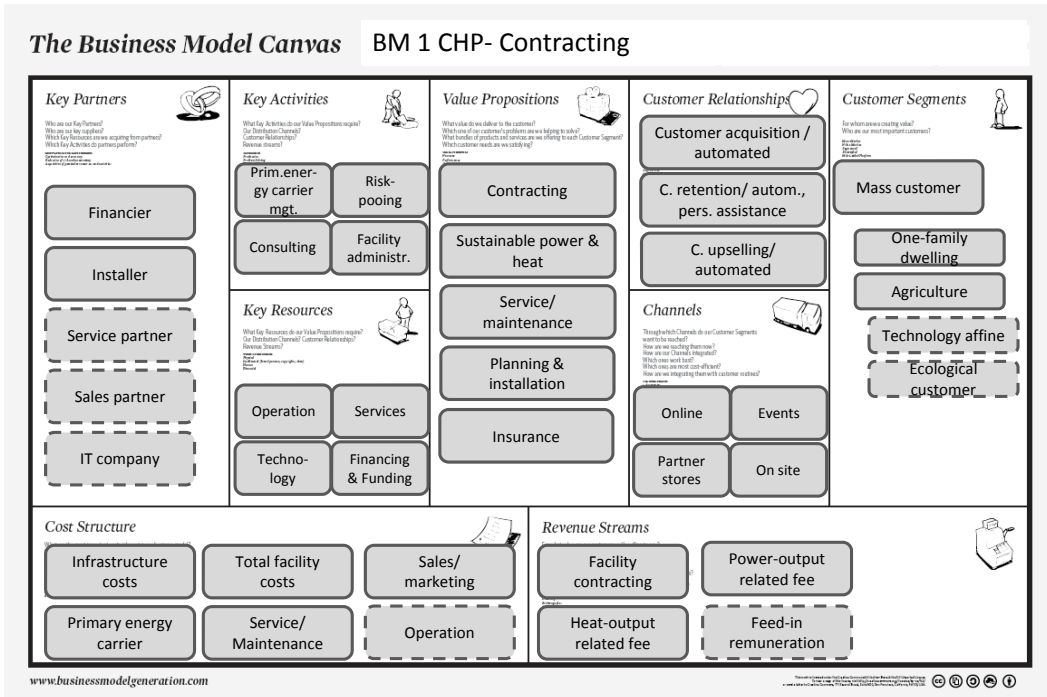 The Business Model Canvas
BM 1 CHP- Contracting
Key Partners
Who are our Key Partners?
Who are our key suppliers?
Which Key Resources are we acquiring from partners?
Which Key Activities do partners perform?
Financier
Installer
Service partner
Sales partner
IT company
Key Activities
What Key Activities do our Value Propositions require?
Our Distribution Channels?
Customer Relationships?
Revenue streams?
Prim.ener-
gy carrier
mgt.
Risk-
pooing
Consulting
Facility
administr.
Key Resources
What Key Resources do our Value Propositions require?
Our Distribution Channels? Customer Relationships?
Revenue Streams?
Operation
Services
Techno-
logy
Financing
& Funding
Value Propositions
What value do we deliver to the customer?
Which one of our customer's problems are we helping to solve?
What bundles of products and services are we offering to each Customer Segment?
Which customer needs are we satisfying?
Contracting
Sustainable power &
heat
Service/
maintenance
Planning &
installation
Insurance
Customer Relationships
Customer acquisition /
automated
C. retention/ autom.,
pers. assistance
C. upselling/
automated
Channels
Through which Channels do our Customer Segments
want to be reached?
How are we reaching them now?
How are our Channels integrated?
Which ones work best?
Which ones are most cost-efficient?
How are we integrating them with customer routines?
Online
Events
Partner
stores
On site
Customer Segments
For whom are we creating value?
Who are our most important customers?
Mass customer
One-family
dwelling
Agriculture
Technology affine
Ecological
customer
Cost Structure
Infrastructure
costs
Total facility
costs
Sales/
marketing
Primary energy
carrier
Service/
Maintenance
Operation
Revenue Streams
Facility
contracting
Power-output
related fee
Heat-output
related fee
Feed-in
remuneration
www.businessmodelgeneration.com